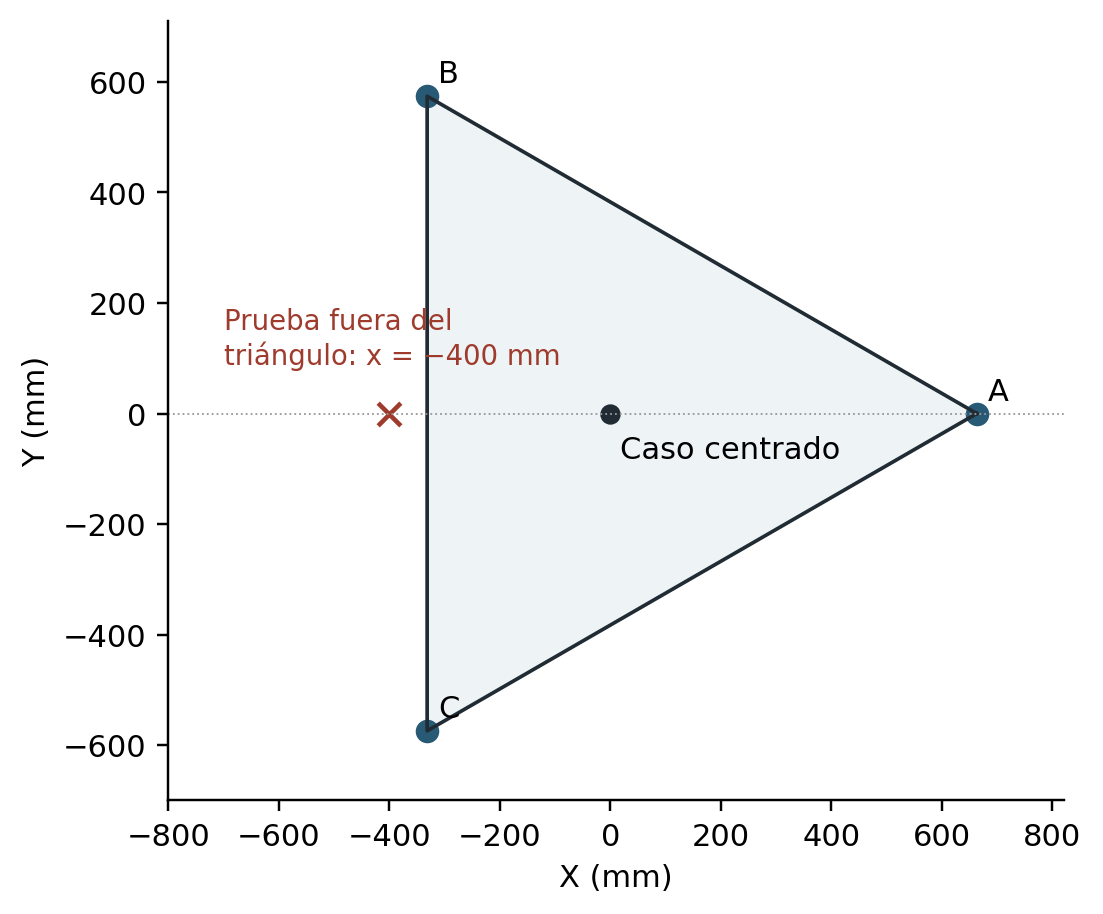 B
600
400
200
Prueba fuera del
triángulo: x = −400 mm
A
0
Caso centrado
−200
−400
C
−600
Y (mm)
−800 −600 −400 −200 0 200 400 600 800
X (mm)